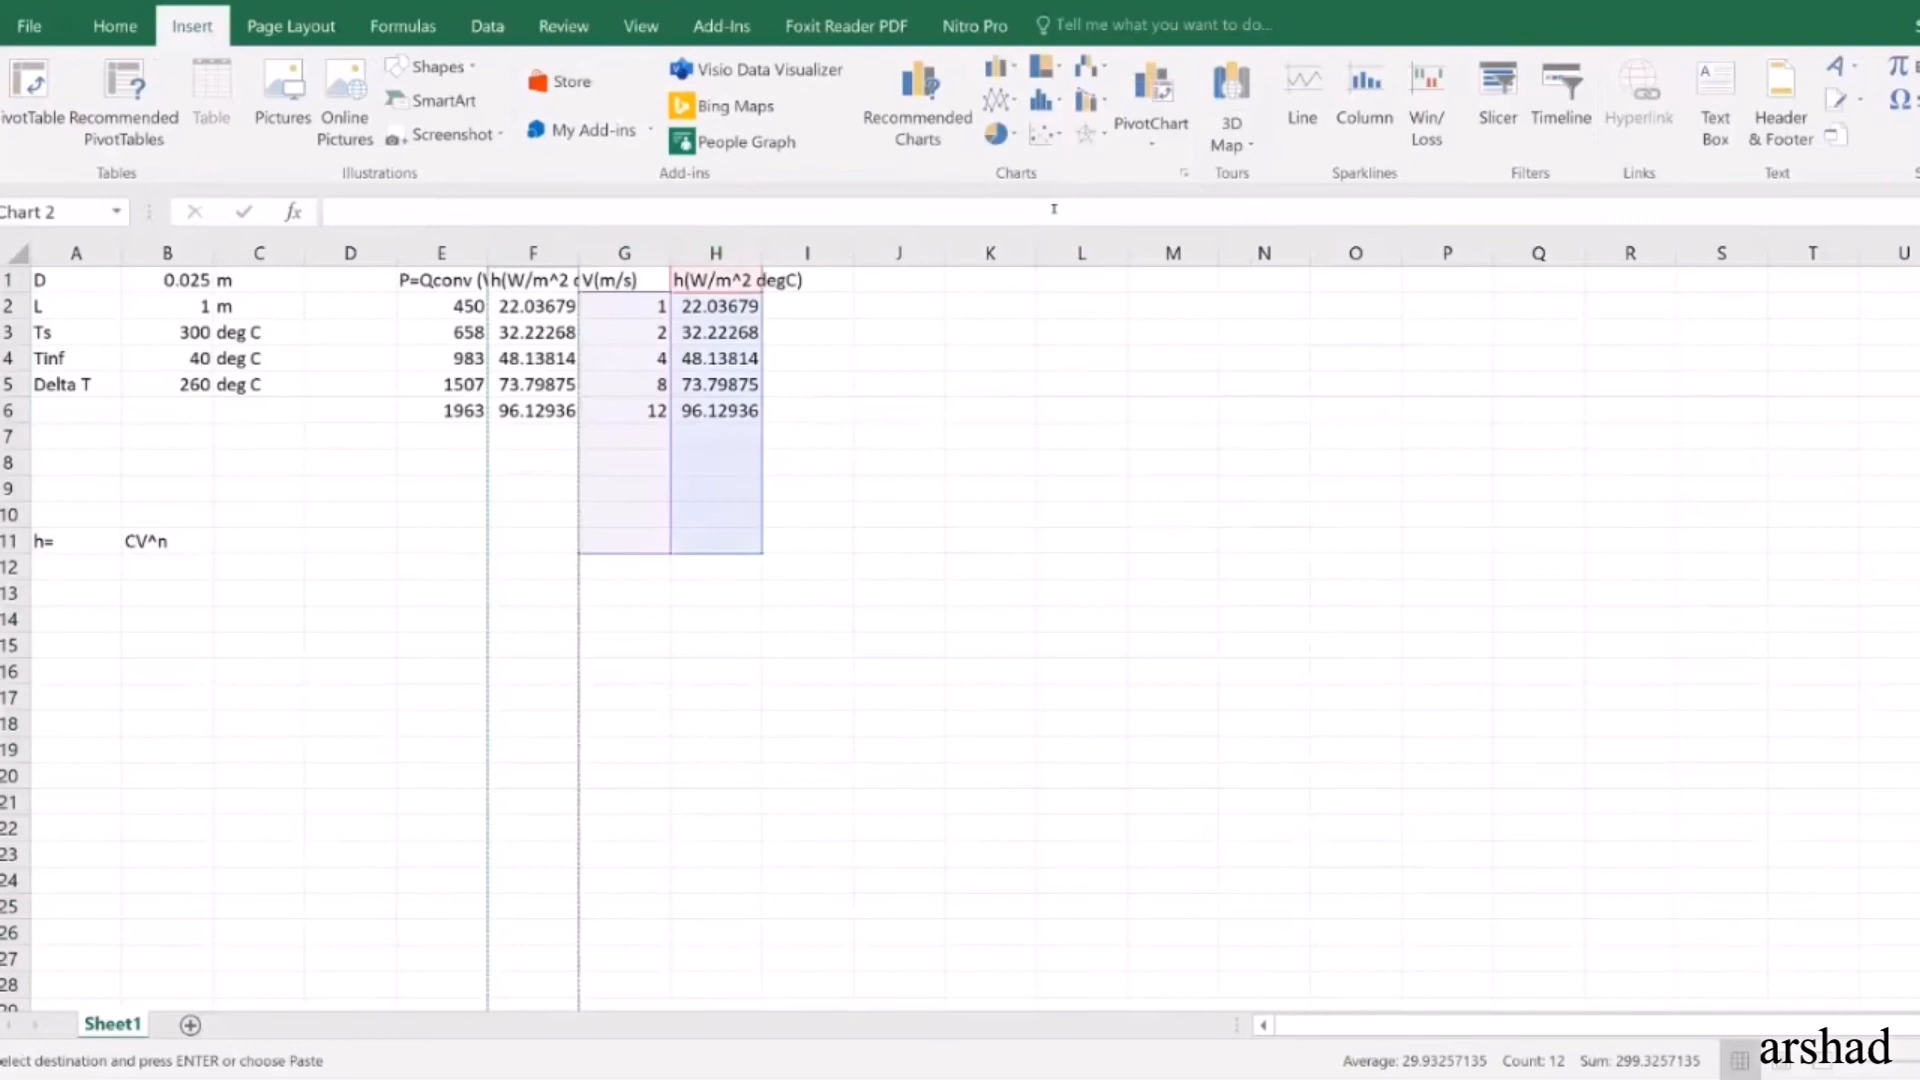 File Home Insert Page Layout Formulas Data Review View Add-Ins Foxit Reader PDF Nitro Pro Tell me what you want to do...
ivotTable
Recommended
PivotTables
Table
Tables
Pictures
Online
Pictures
Shapes
SmartArt
Screenshot
Illustrations
Store
My Add-ins
Visio Data Visualizer
Bing Maps
People Graph
Add-ins
Recommended
Charts
PivotChart
Charts
3D
Map
Tours
Line
Column
Win/
Loss
Sparklines
Slicer
Timeline
Filters
Hyperlink
Links
Text
Box
Header
& Footer
Text
Chart 2 fx
A B C D E F G H I J K L M N O P Q R S T U
1 D 0.025 m P=Qconv (\ h(W/m^2 c V(m/s) h(W/m^2 degC)
2 L 1 m 450 22.03679 1 22.03679
3 Ts 300 deg C 658 32.22268 2 32.22268
4 Tinf 40 deg C 983 48.13814 4 48.13814
5 Delta T 260 deg C 1507 73.79875 8 73.79875
6 1963 96.12936 12 96.12936
7
8
9
10
11 h= CV^n
12
13
14
15
16
17
18
19
20
21
22
23
24
25
26
27
28
Sheet1
elect destination and press ENTER or choose Paste Average: 29.93257135 Count: 12 Sum: 299.3257135
arshad